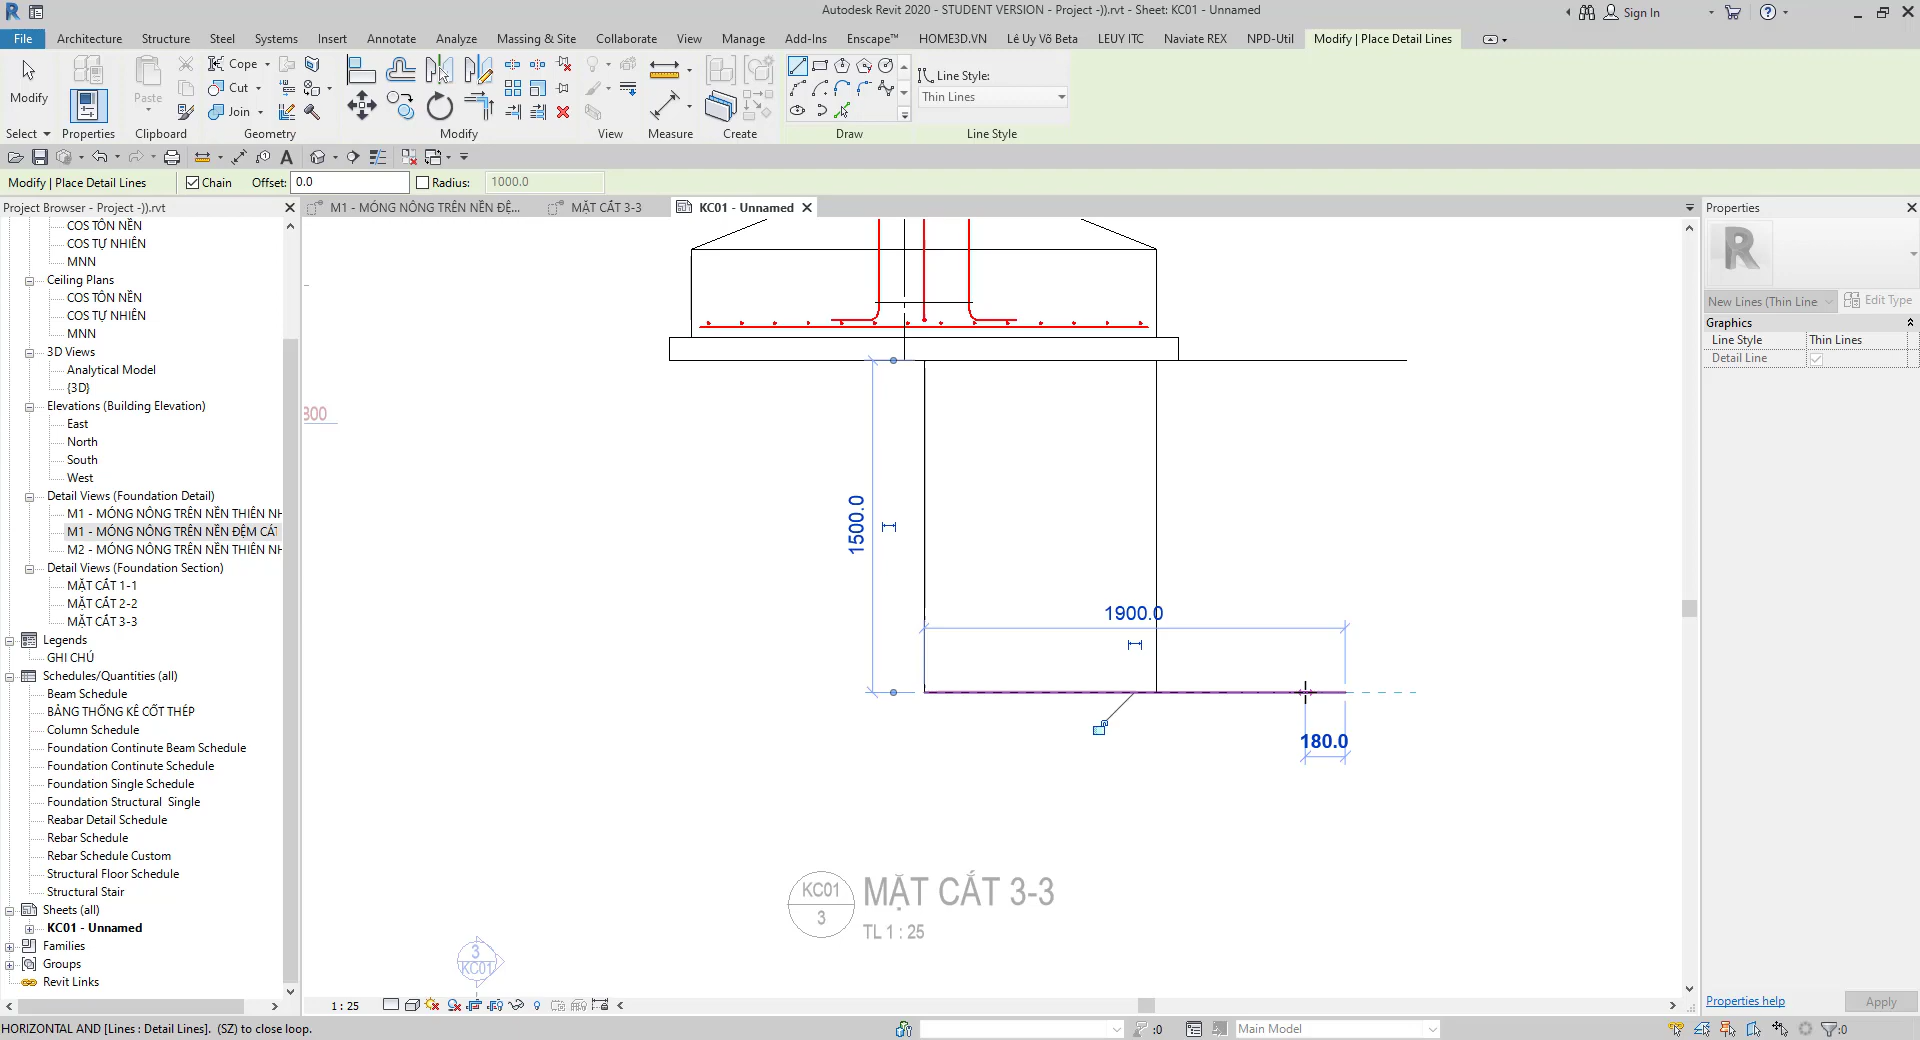 Autodesk Revit 2020 - STUDENT VERSION - Project -)).rvt - Sheet: KC01 - Unnamed
Sign In
File Architecture Structure Steel Systems Insert Annotate Analyze Massing & Site Collaborate View Manage Add-Ins Enscape™ HOME3D.VN Lê Uy Võ Beta LEUY ITC Naviate REX NPD-Util Modify | Place Detail Lines
Modify
Paste
Cope
Cut
Join
Line Style:
Thin Lines
Select Properties Clipboard Geometry Modify View Measure Create Draw Line Style
Modify | Place Detail Lines Chain Offset: 0.0 Radius: 1000.0
Project Browser - Project -)).rvt
M1 - MÓNG NÔNG TRÊN NỀN ĐỆ... MẶT CẮT 3-3 KC01 - Unnamed
Properties
COS TÔN NỀN
COS TỰ NHIÊN
MNN
Ceiling Plans
COS TÔN NỀN
COS TỰ NHIÊN
MNN
3D Views
Analytical Model
{3D}
Elevations (Building Elevation)
East
North
South
West
Detail Views (Foundation Detail)
M1 - MÓNG NÔNG TRÊN NỀN THIÊN NH
M1 - MÓNG NÔNG TRÊN NỀN ĐỆM CÁT
M2 - MÓNG NÔNG TRÊN NỀN THIÊN NH
Detail Views (Foundation Section)
MẶT CẮT 1-1
MẶT CẮT 2-2
MẶT CẮT 3-3
Legends
GHI CHÚ
Schedules/Quantities (all)
Beam Schedule
BẢNG THỐNG KÊ CỐT THÉP
Column Schedule
Foundation Continute Beam Schedule
Foundation Continute Schedule
Foundation Single Schedule
Foundation Structural Single
Reabar Detail Schedule
Rebar Schedule
Rebar Schedule Custom
Structural Floor Schedule
Structural Stair
Sheets (all)
KC01 - Unnamed
Families
Groups
Revit Links
800
1500.0
1900.0
180.0
KC01
3
MẶT CẮT 3-3
TL 1 : 25
3
KC01
New Lines (Thin Line Edit Type
Graphics
Line Style Thin Lines
Detail Line
Properties help Apply
1 : 25
HORIZONTAL AND [Lines : Detail Lines]. (SZ) to close loop.
:0
Main Model
:0